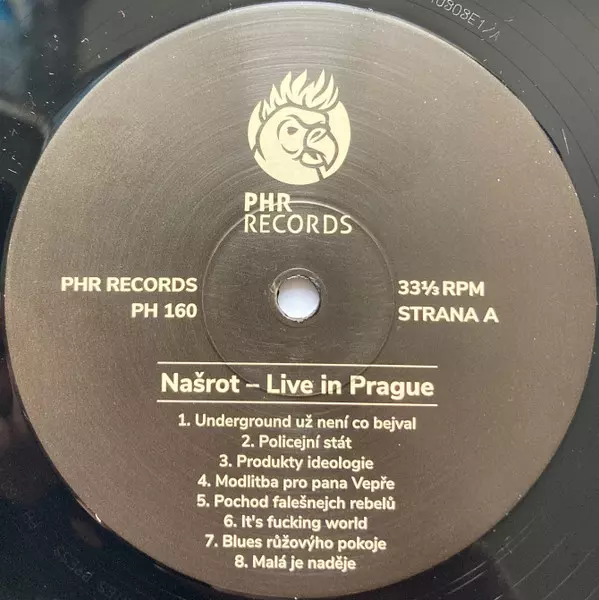 0808E1/A
PHR
RECORDS
PHR RECORDS
PH 160
33⅓ RPM
STRANA A
Našrot – Live in Prague
1. Underground už není co bejval
2. Policejní stát
3. Produkty ideologie
4. Modlitba pro pana Vepře
5. Pochod falešnejch rebelů
6. It's fucking world
7. Blues růžovýho pokoje
8. Malá je naděje